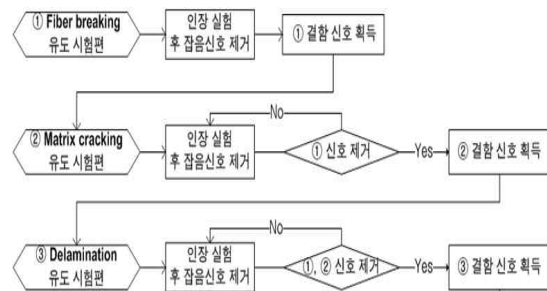 ① Fiber breaking
유도 시험편
인장 실험
후 잡음신호 제거
① 결함 신호 획득
No
② Matrix cracking
유도 시험편
인장 실험
후 잡음신호 제거
① 신호 제거
Yes
② 결함 신호 획득
No
③ Delamination
유도 시험편
인장 실험
후 잡음신호 제거
①, ② 신호 제거
Yes
③ 결함 신호 획득